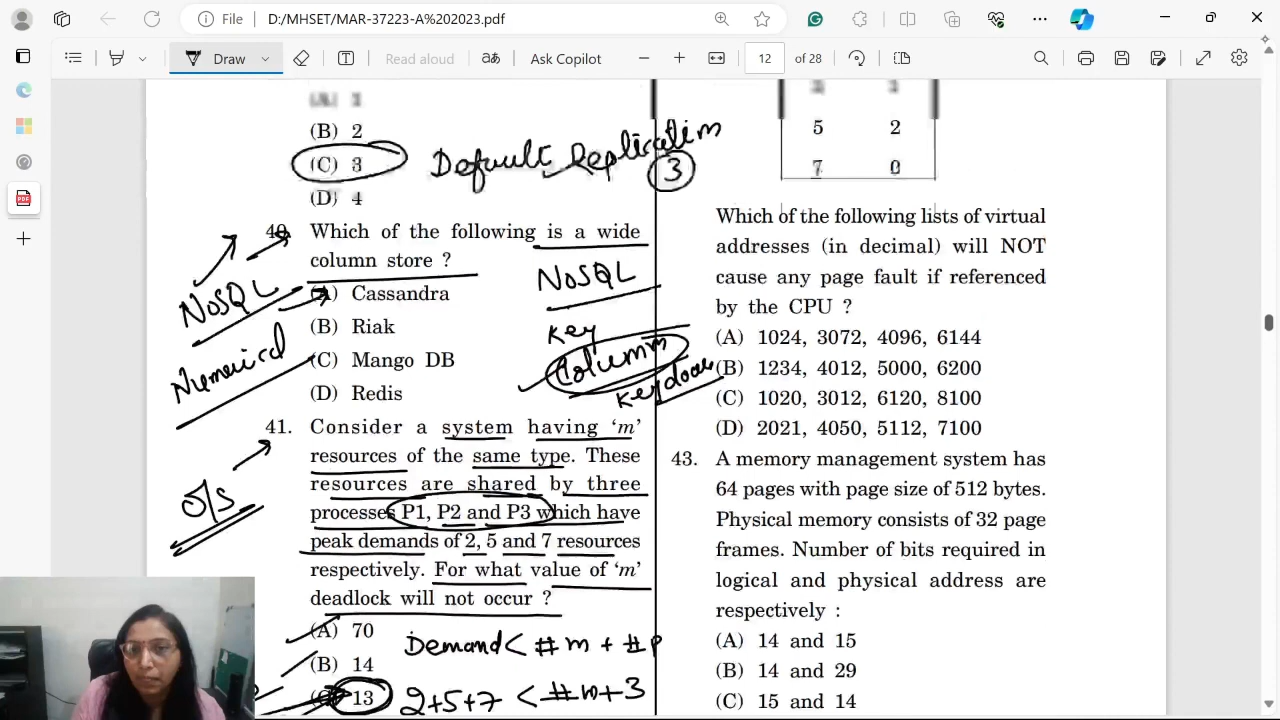 File
D:/MHSET/MAR-37223-A%202023.pdf
Draw
Read aloud
aあ
Ask Copilot
12
of 28
(A) 1
(B) 2
(C) 3
(D) 4
Default Replication
3
40. Which of the following is a wide
column store ?
(A) Cassandra
(B) Riak
(C) Mango DB
(D) Redis
NoSQL
Numerical
NoSQL
Key
Column
Key
41. Consider a system having ‘m’
resources of the same type. These
resources are shared by three
processes P1, P2 and P3 which have
peak demands of 2, 5 and 7 resources
respectively. For what value of ‘m’
deadlock will not occur ?
(A) 70
(B) 14
(C) 13
O/S
Demand < #m + #P
2+5+7 < #m+3
5 2
7 0
Which of the following lists of virtual
addresses (in decimal) will NOT
cause any page fault if referenced
by the CPU ?
(A) 1024, 3072, 4096, 6144
(B) 1234, 4012, 5000, 6200
(C) 1020, 3012, 6120, 8100
(D) 2021, 4050, 5112, 7100
43. A memory management system has
64 pages with page size of 512 bytes.
Physical memory consists of 32 page
frames. Number of bits required in
logical and physical address are
respectively :
(A) 14 and 15
(B) 14 and 29
(C) 15 and 14